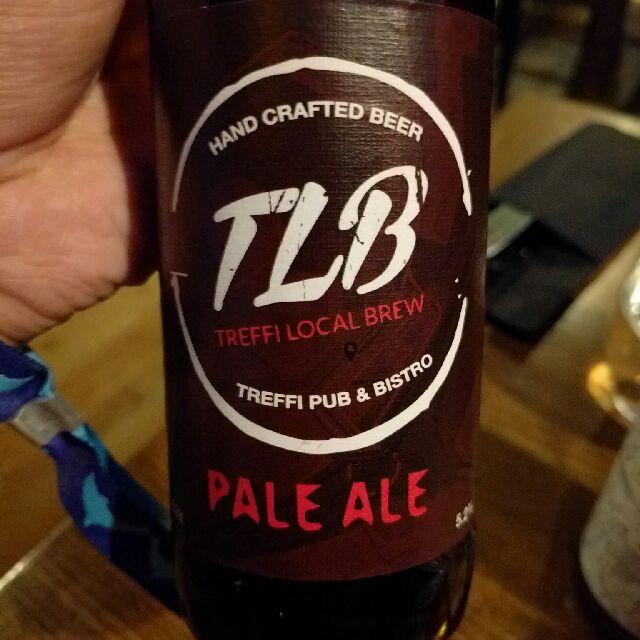 HAND CRAFTED BEER
TLB
TREFFI LOCAL BREW
TREFFI PUB & BISTRO
PALE ALE